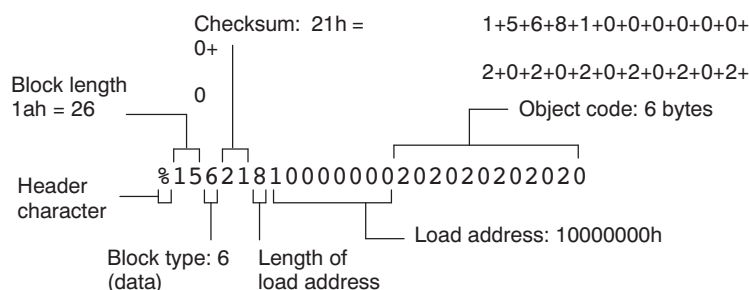 Checksum: 21h = 1+5+6+8+1+0+0+0+0+0+
0+
2+0+2+0+2+0+2+0+2+0+2+
0
Block length
1ah = 26
Object code: 6 bytes
%15621810000000202020202020
Header
character
Load address: 10000000h
Block type: 6
(data)
Length of
load address